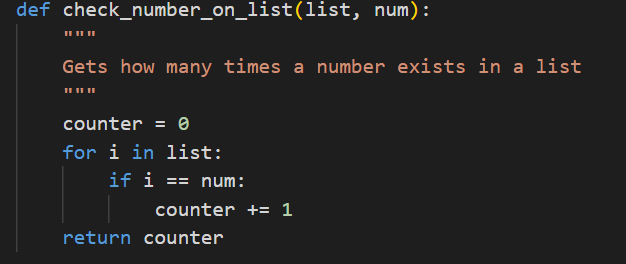 def check_number_on_list(list, num):
    """
    Gets how many times a number exists in a list
    """
    counter = 0
    for i in list:
        if i == num:
            counter += 1
    return counter